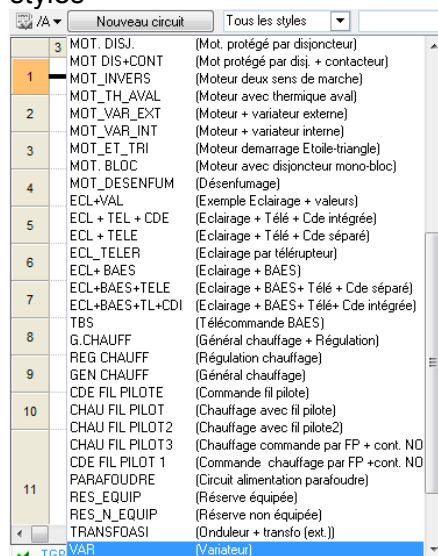 styles
/A Nouveau circuit Tous les styles
3 MOT. DISJ. (Mot. protégé par disjoncteur)
MOT DIS+CONT (Mot protégé par disj. + contacteur)
1 MOT_INVERS (Moteur deux sens de marche)
MOT_TH_AVAL (Moteur avec thermique aval)
2 MOT_VAR_EXT (Moteur + variateur externe)
MOT_VAR_INT (Moteur + variateur interne)
3 MOT_ET_TRI (Moteur demarrage Etoile-triangle)
MOT. BLOC (Moteur avec disjoncteur mono-bloc)
4 MOT_DESENFUM (Désenfumage)
ECL+VAL (Exemple Eclairage + valeurs)
5 ECL + TEL + CDE (Eclairage + Télé + Cde intégrée)
ECL + TELE (Eclairage + Télé + Cde séparé)
6 ECL_TELER (Eclairage par télérupteur)
ECL+ BAES (Eclairage + BAES)
7 ECL+BAES+TELE (Eclairage + BAES+ Télé + Cde séparé)
ECL+BAES+TL+CDI (Eclairage + BAES+ Télé+ Cde intégrée)
TBS (Télécommande BAES)
8 G.CHAUFF (Général chauffage + Régulation)
REG CHAUFF (Régulation chauffage)
9 GEN CHAUFF (Général chauffage)
CDE FIL PILOTE (Commande fil pilote)
10 CHAU FIL PILOT (Chauffage avec fil pilote)
CHAU FIL PILOT2 (Chauffage avec fil pilote2)
CHAU FIL PILOT3 (Chauffage commande par FP + cont. NO
CDE FIL PILOT 1 (Commande chauffage par FP +cont. NO
11 PARAFOUDRE (Circuit alimentation parafoudre)
RES_EQUIP (Réserve équipée)
RES_N_EQUIP (Réserve non équipée)
TRANSFOASI (Onduleur + transfo (ext.))
VAR (Variateur)